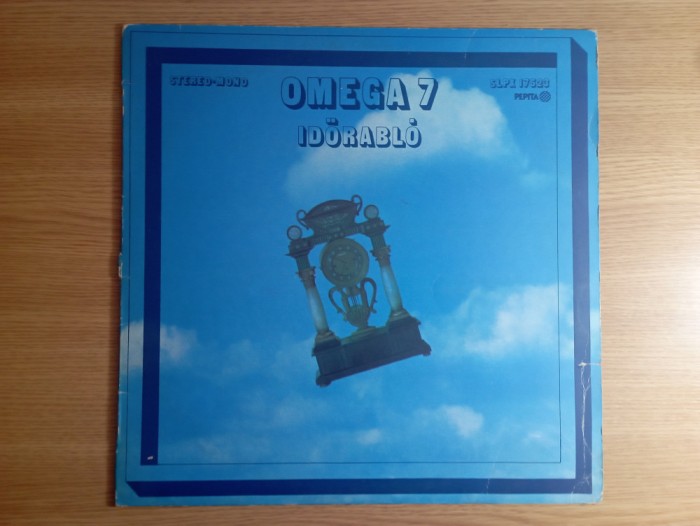 STEREO-MONO
OMEGA 7
SLPX 17523
PEPITA
IDŐRABLÓ